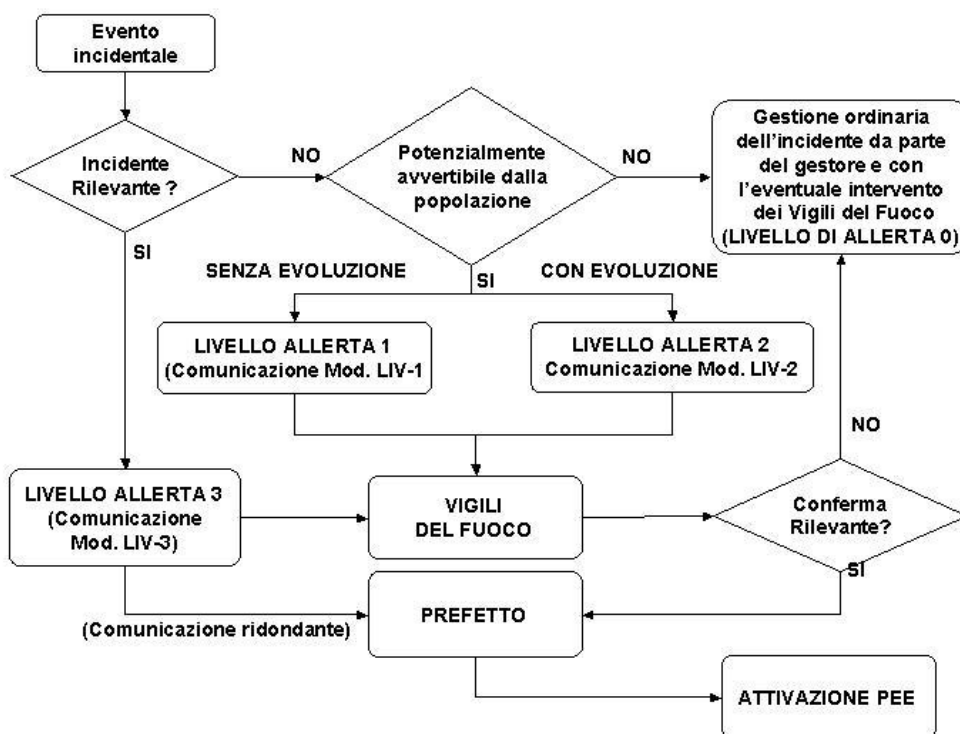 Evento
incidentale
Incidente
Rilevante ?
NO
Potenzialmente
avvertibile dalla
popolazione
NO
Gestione ordinaria
dell'incidente da parte
del gestore e con
l'eventuale intervento
dei Vigili del Fuoco
(LIVELLO DI ALLERTA 0)
SI
SENZA EVOLUZIONE
SI
CON EVOLUZIONE
LIVELLO ALLERTA 1
(Comunicazione Mod. LIV-1
LIVELLO ALLERTA 2
Comunicazione Mod. LIV-2
NO
LIVELLO ALLERTA 3
(Comunicazione
Mod. LIV-3)
VIGILI
DEL FUOCO
Conferma
Rilevante?
SI
(Comunicazione ridondante)
PREFETTO
ATTIVAZIONE PEE